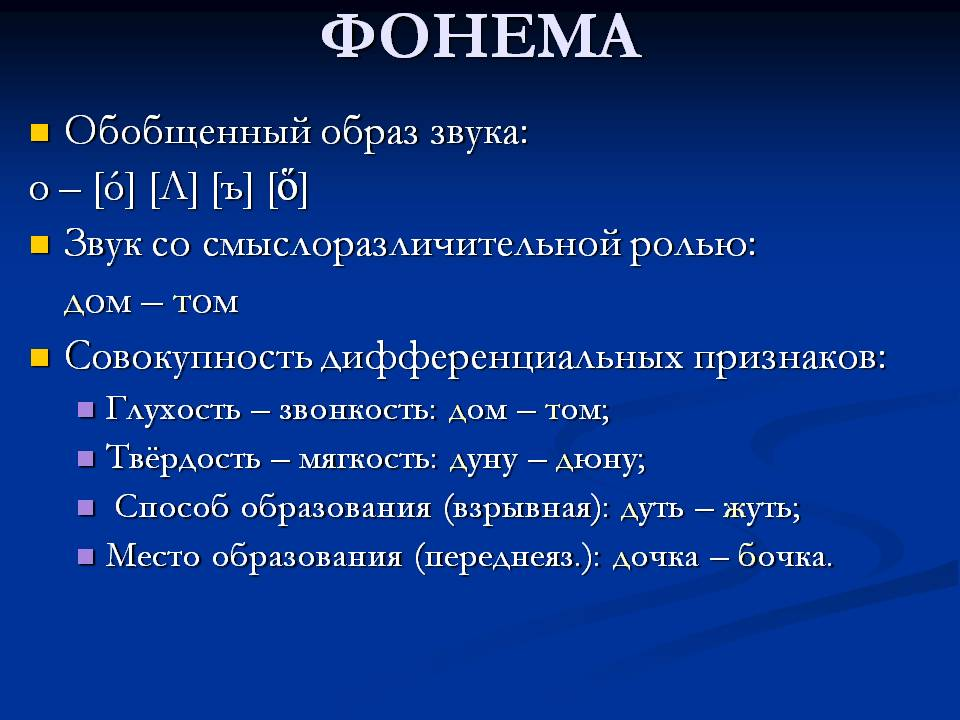 ФОНЕМА
Обобщенный образ звука:
о – [ó] [Λ] [ъ] [ő]
Звук со смыслоразличительной ролью:
дом – том
Совокупность дифференциальных признаков:
Глухость – звонкость: дом – том;
Твёрдость – мягкость: дуну – дюну;
Способ образования (взрывная): дуть – жуть;
Место образования (переднеяз.): дочка – бочка.